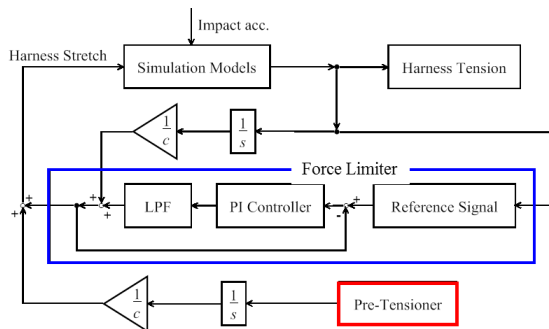 Impact acc.
Harness Stretch
Simulation Models
Harness Tension
1
c
1
s
Force Limiter
+
+
+
+
LPF
PI Controller
-
+
Reference Signal
1
c
1
s
Pre-Tensioner